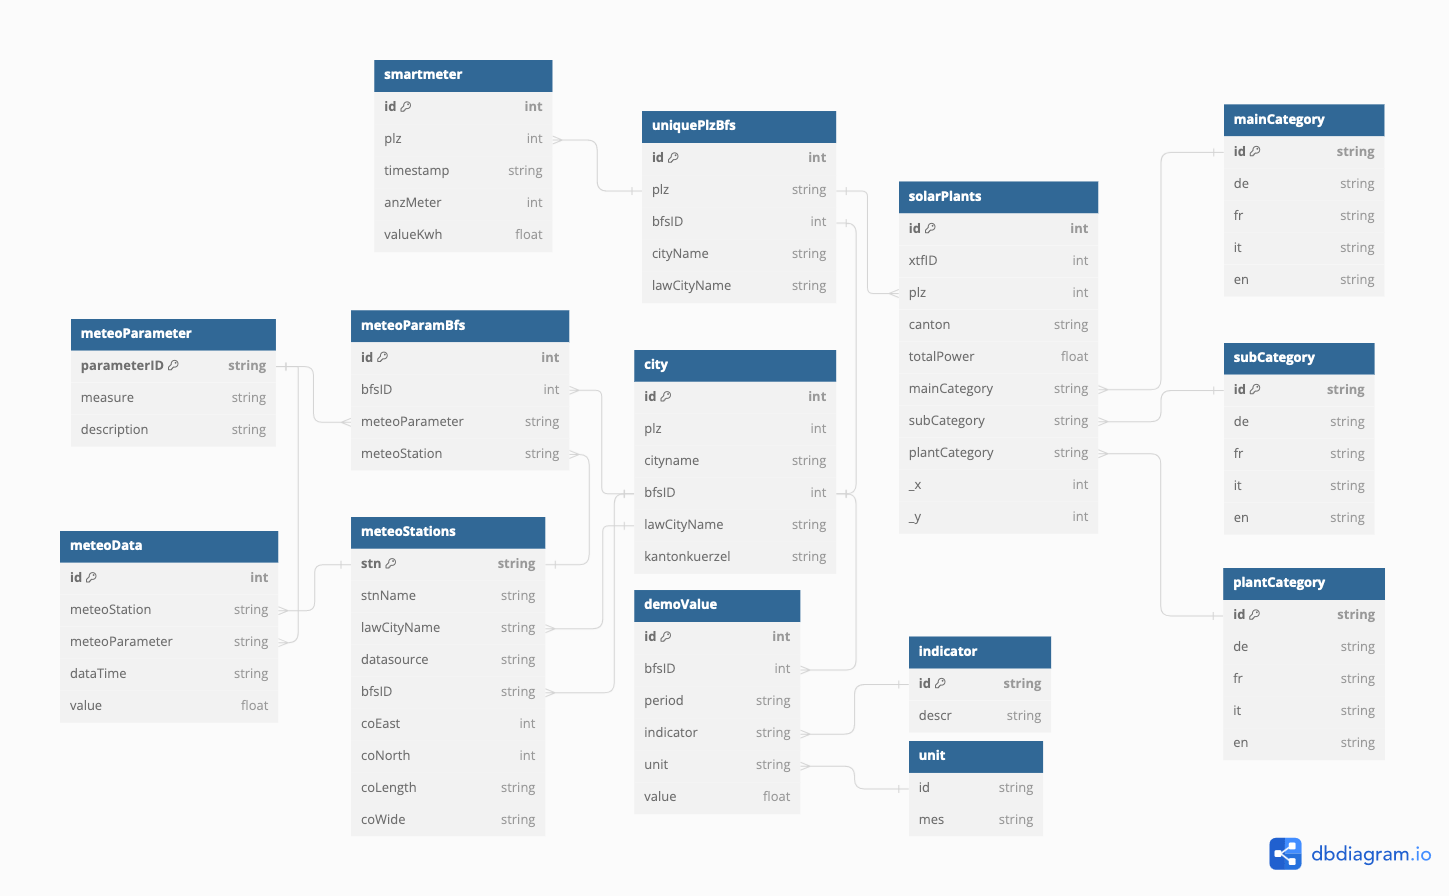 smartmeter
id int
plz int
timestamp string
anzMeter int
valueKwh float
uniquePlzBfs
id int
plz string
bfsID int
cityName string
lawCityName string
solarPlants
id int
xtfID int
plz int
canton string
totalPower float
mainCategory string
subCategory string
plantCategory string
_x int
_y int
mainCategory
id string
de string
fr string
it string
en string
meteoParameter
parameterID string
measure string
description string
meteoParamBfs
id int
bfsID int
meteoParameter string
meteoStation string
city
id int
plz int
cityname string
bfsID int
lawCityName string
kantonkuerzel string
subCategory
id string
de string
fr string
it string
en string
meteoData
id int
meteoStation string
meteoParameter string
dataTime string
value float
meteoStations
stn string
stnName string
lawCityName string
datasource string
bfsID string
coEast int
coNorth int
coLength string
coWide string
demoValue
id int
bfsID int
period string
indicator string
unit string
value float
indicator
id string
descr string
unit
id string
mes string
plantCategory
id string
de string
fr string
it string
en string
dbdiagram.io